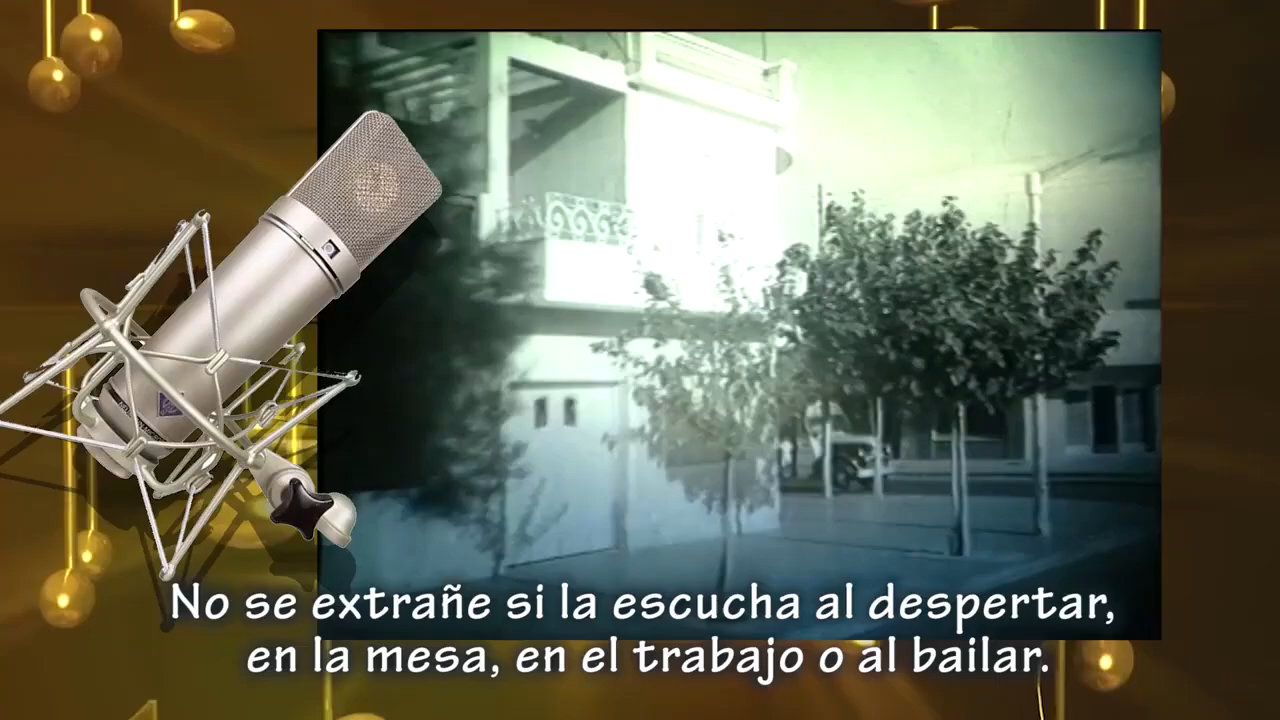 No se extrañe si la escucha al despertar,
en la mesa, en el trabajo o al bailar.